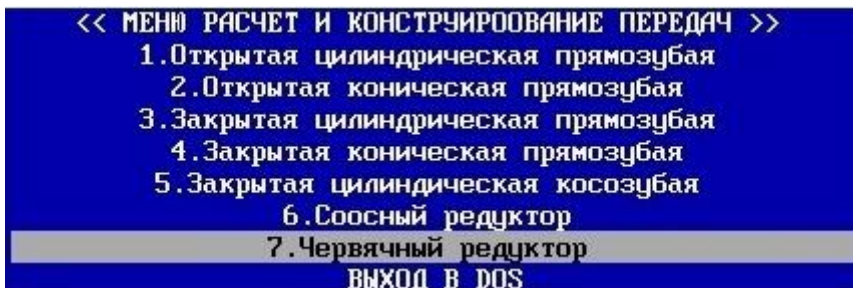 << МЕНЮ РАСЧЕТ И КОНСТРУИРООВАНИЕ ПЕРЕДАЧ >>
1.Открытая цилиндрическая прямозубая
2.Открытая коническая прямозубая
3.Закрытая цилиндрическая прямозубая
4.Закрытая коническая прямозубая
5.Закрытая цилиндическая косозубая
6.Соосный редуктор
7.Червячный редуктор
ВЫХОД В DOS